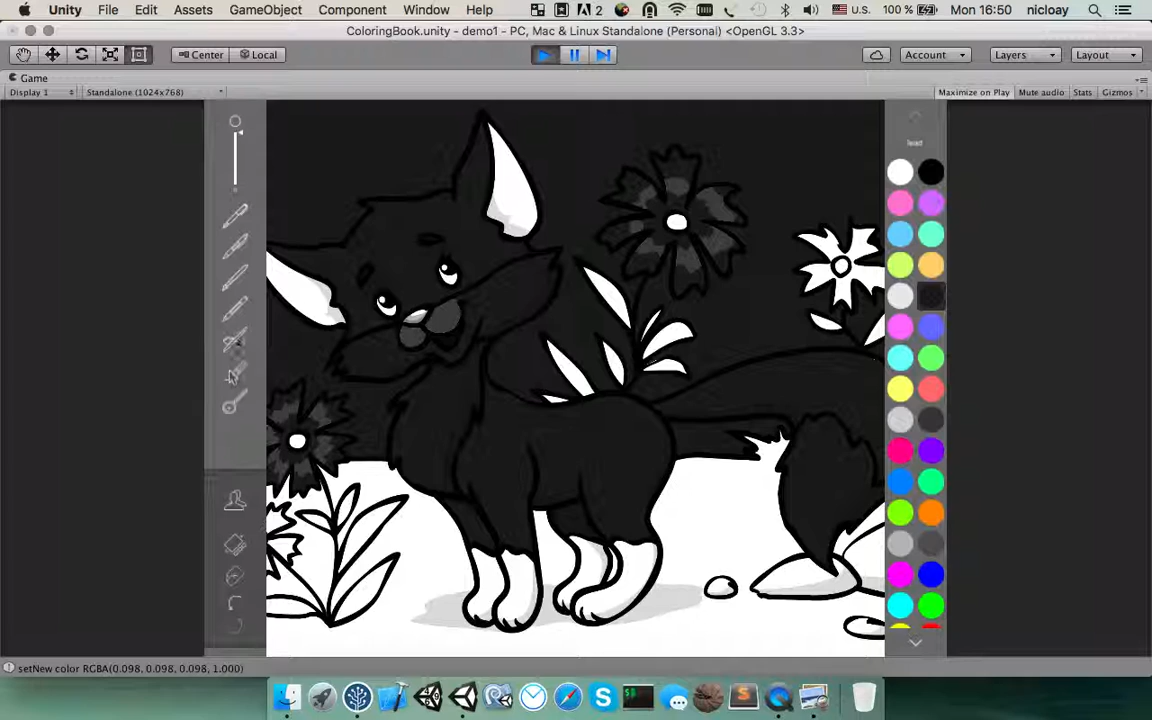 Unity File Edit Assets GameObject Component Window Help 2 U.S. 100 % Mon 16:50 nicloay
ColoringBook.unity - demo1 - PC, Mac & Linux Standalone (Personal) <OpenGL 3.3>
Center Local Account Layers Layout
Game
Display 1 Standalone (1024x768) Maximize on Play Mute audio Stats Gizmos
lead
setNew color RGBA(0.098, 0.098, 0.098, 1.000)